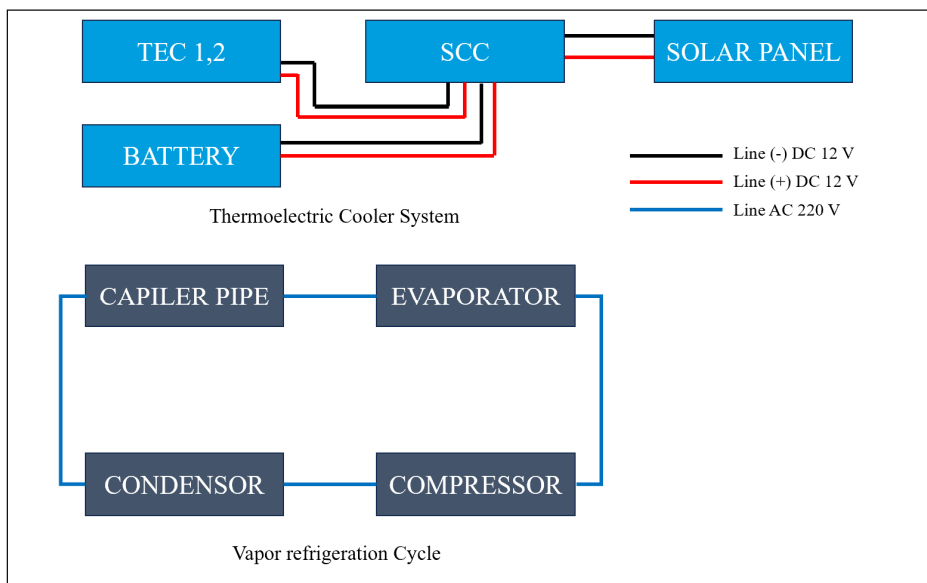 TEC 1,2
SCC
SOLAR PANEL
BATTERY
Line (-) DC 12 V
Line (+) DC 12 V
Line AC 220 V
Thermoelectric Cooler System
CAPILER PIPE
EVAPORATOR
CONDENSOR
COMPRESSOR
Vapor refrigeration Cycle